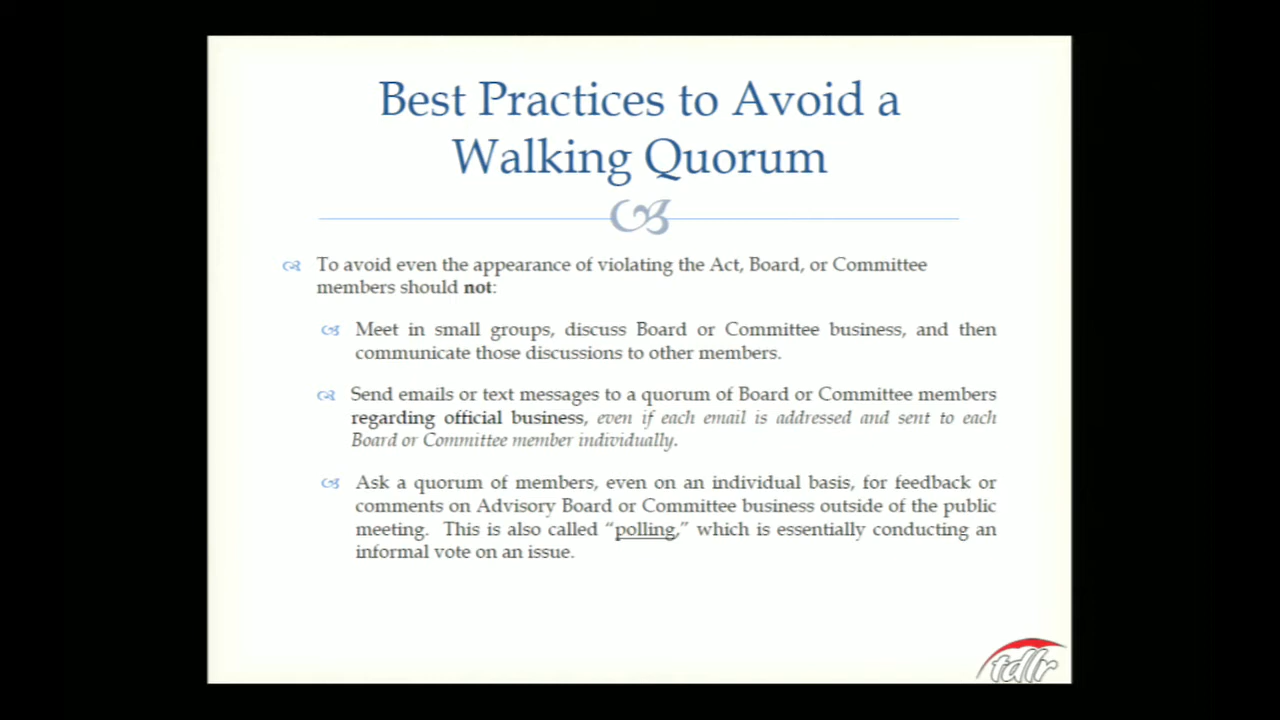 Best Practices to Avoid a
Walking Quorum
To avoid even the appearance of violating the Act, Board, or Committee
members should not:
Meet in small groups, discuss Board or Committee business, and then
communicate those discussions to other members.
Send emails or text messages to a quorum of Board or Committee members
regarding official business, even if each email is addressed and sent to each
Board or Committee member individually.
Ask a quorum of members, even on an individual basis, for feedback or
comments on Advisory Board or Committee business outside of the public
meeting. This is also called “polling,” which is essentially conducting an
informal vote on an issue.
tdlr